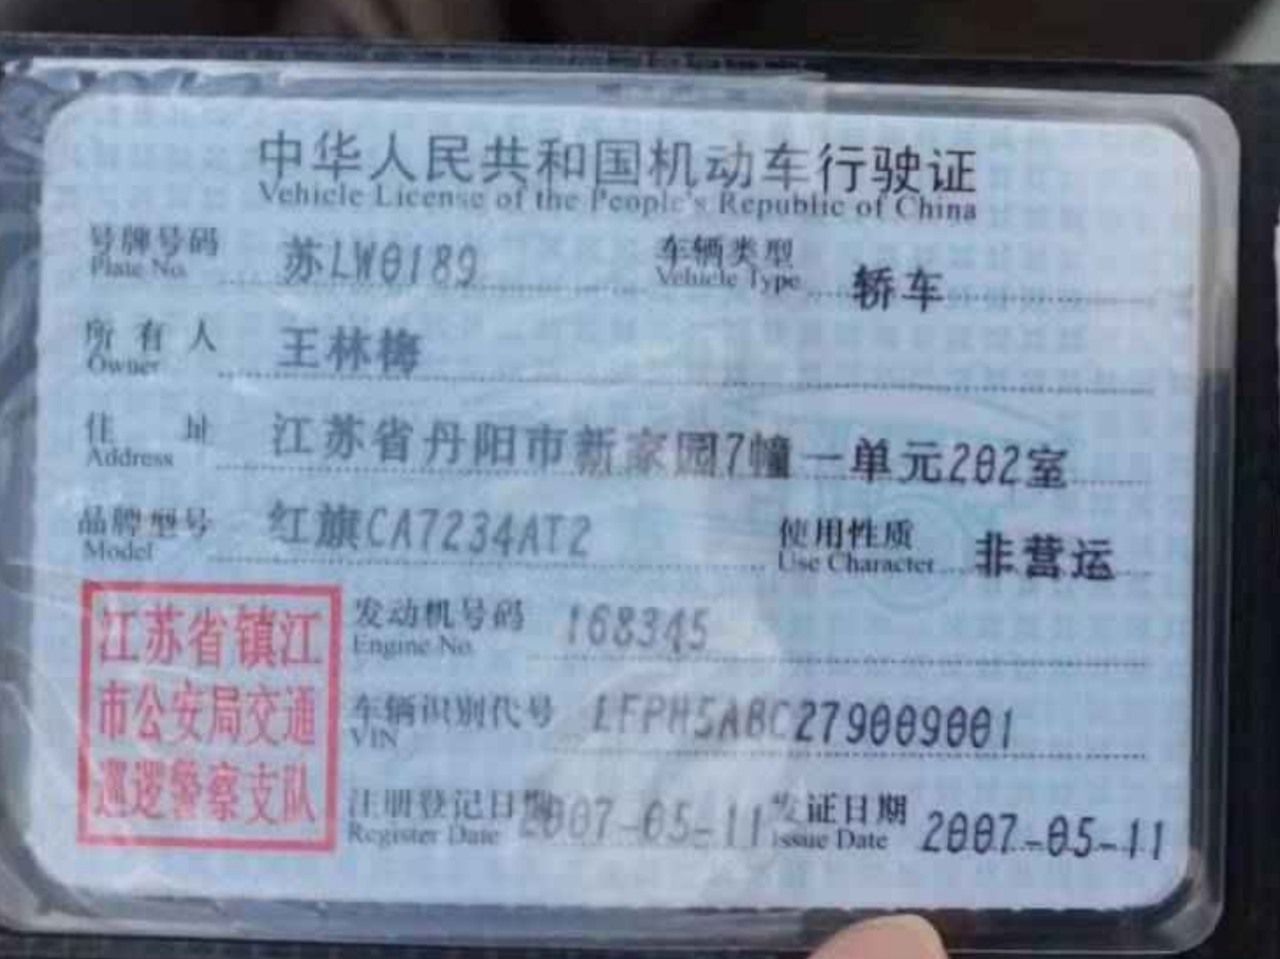 中华人民共和国机动车行驶证
Vehicle License of the People's Republic of China
号牌号码 苏LW0189 车辆类型 轿车
Plate No. Vehicle Type
所有人 王林梅
Owner
住址 江苏省丹阳市新家园7幢一单元202室
Address
品牌型号 红旗CA7234AT2 使用性质 非营运
Model Use Character
发动机号码 168345
Engine No.
车辆识别代号 LFPH5ABC279009001
VIN
注册登记日期 2007-05-11 发证日期 2007-05-11
Register Date Issue Date
江苏省镇江
市公安局交通
巡逻警察支队